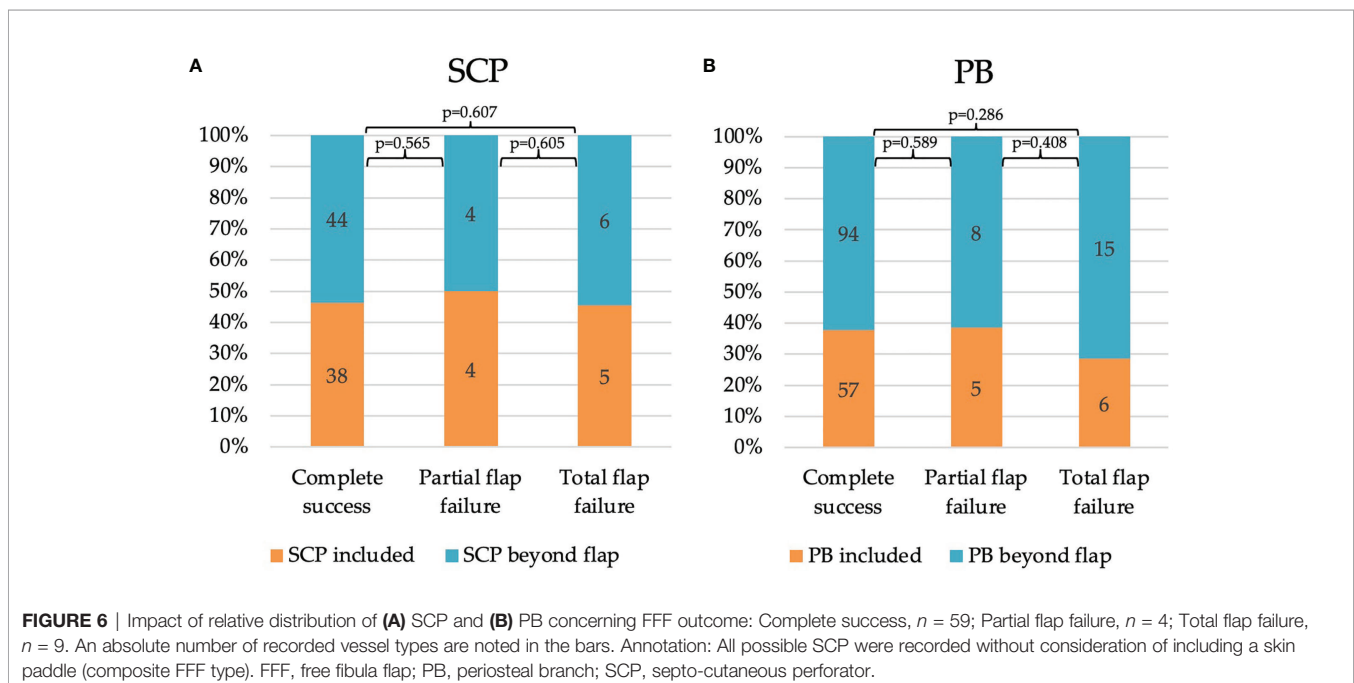 A
SCP
p=0.607
p=0.565
p=0.605
100%
90%
80%
70%
60%
50%
40%
30%
20%
10%
0%
44
4
6
38
4
5
Complete success
Partial flap failure
Total flap failure
SCP included
SCP beyond flap
B
PB
p=0.286
p=0.589
p=0.408
100%
90%
80%
70%
60%
50%
40%
30%
20%
10%
0%
94
8
15
57
5
6
Complete success
Partial flap failure
Total flap failure
PB included
PB beyond flap
FIGURE 6 | Impact of relative distribution of (A) SCP and (B) PB concerning FFF outcome: Complete success, n = 59; Partial flap failure, n = 4; Total flap failure,
n = 9. An absolute number of recorded vessel types are noted in the bars. Annotation: All possible SCP were recorded without consideration of including a skin
paddle (composite FFF type). FFF, free fibula flap; PB, periosteal branch; SCP, septo-cutaneous perforator.